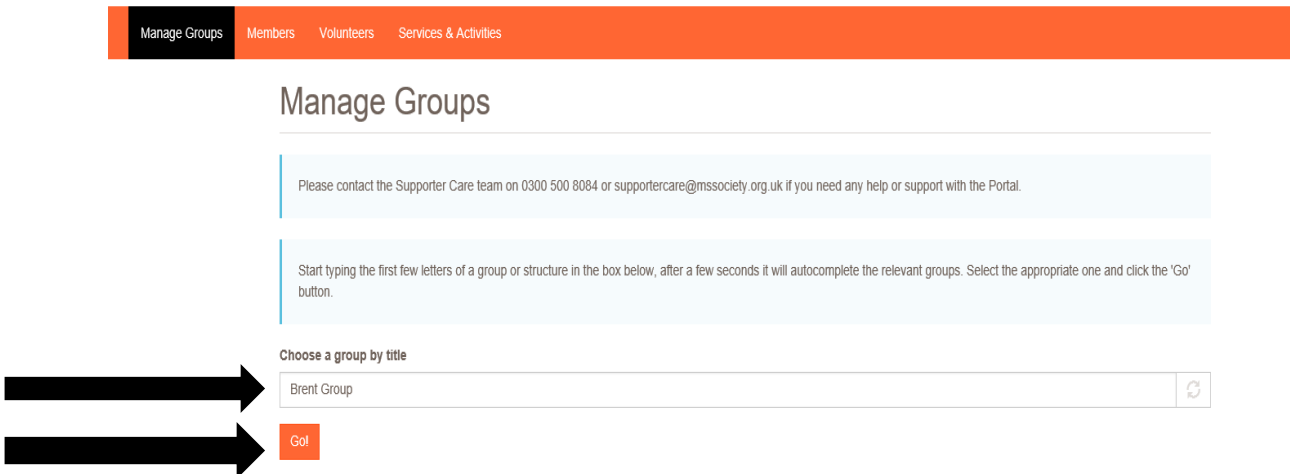 Manage Groups Members Volunteers Services & Activities
Manage Groups
Please contact the Supporter Care team on 0300 500 8084 or supportercare@mssociety.org.uk if you need any help or support with the Portal.
Start typing the first few letters of a group or structure in the box below, after a few seconds it will autocomplete the relevant groups. Select the appropriate one and click the 'Go'
button.
Choose a group by title
Brent Group
Go!